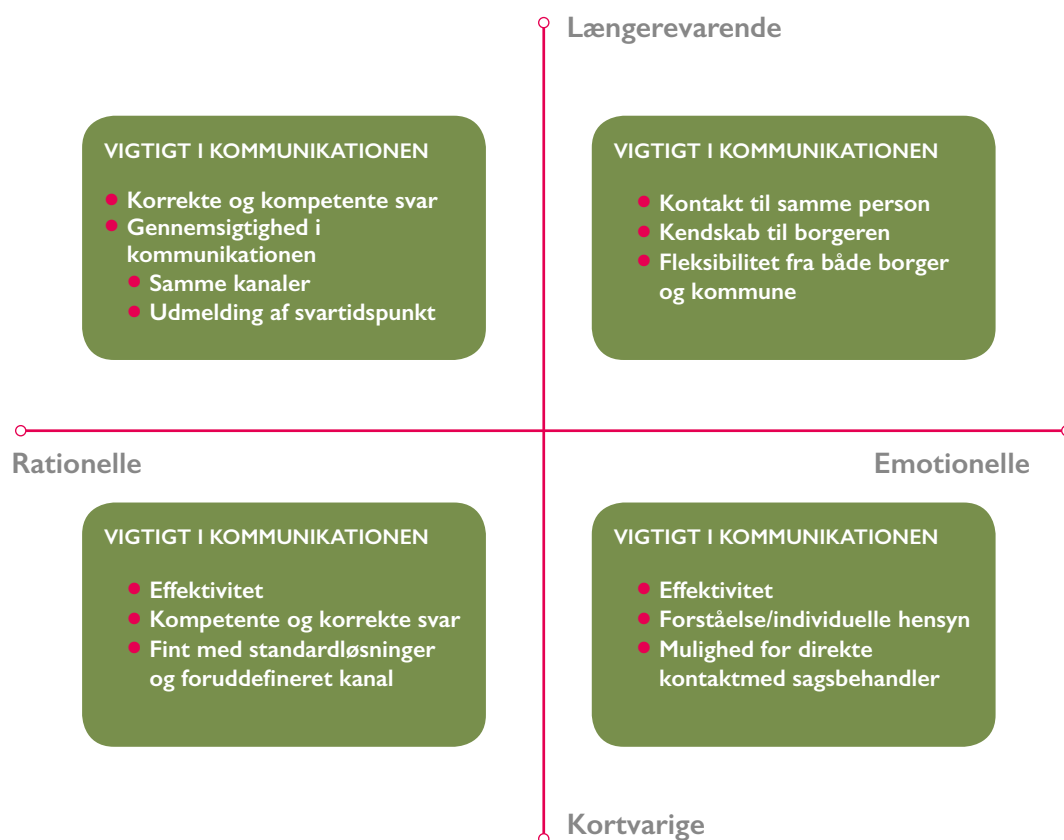 Længerevarende
VIGTIGT I KOMMUNIKATIONEN
● Korrekte og kompetente svar
● Gennemsigtighed i
kommunikationen
● Samme kanaler
● Udmelding af svartidspunkt
VIGTIGT I KOMMUNIKATIONEN
● Kontakt til samme person
● Kendskab til borgeren
● Fleksibilitet fra både borger
og kommune
Rationelle
Emotionelle
VIGTIGT I KOMMUNIKATIONEN
● Effektivitet
● Kompetente og korrekte svar
● Fint med standardløsninger
og foruddefineret kanal
VIGTIGT I KOMMUNIKATIONEN
● Effektivitet
● Forståelse/individuelle hensyn
● Mulighed for direkte
kontaktmed sagsbehandler
Kortvarige